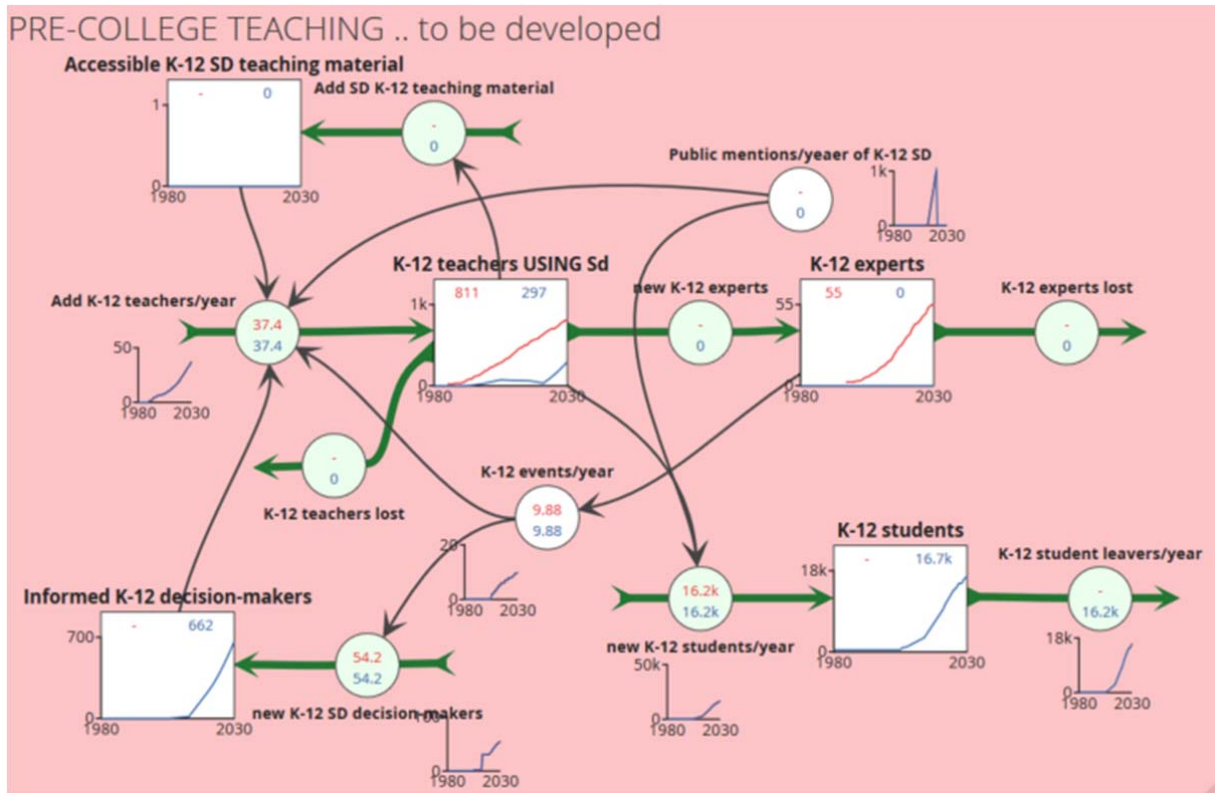 PRE-COLLEGE TEACHING .. to be developed
Accessible K-12 SD teaching material
1
- 0
0
1980 2030
Add SD K-12 teaching material
-
0
Public mentions/yeaer of K-12 SD
-
0
1k
0
1980 2030
Add K-12 teachers/year
37.4
37.4
50
0
1980 2030
K-12 teachers USING Sd
811 297
1k
0
1980 2030
new K-12 experts
-
0
K-12 experts
55 0
55
0
1980 2030
K-12 experts lost
-
0
-
0
K-12 teachers lost
K-12 events/year
9.88
9.88
20
0
1980 2030
Informed K-12 decision-makers
- 662
700
0
1980 2030
54.2
54.2
new K-12 SD decision-makers
100
0
1980 2030
16.2k
16.2k
new K-12 students/year
50k
0
1980 2030
K-12 students
- 16.7k
18k
0
1980 2030
K-12 student leavers/year
-
16.2k
18k
0
1980 2030